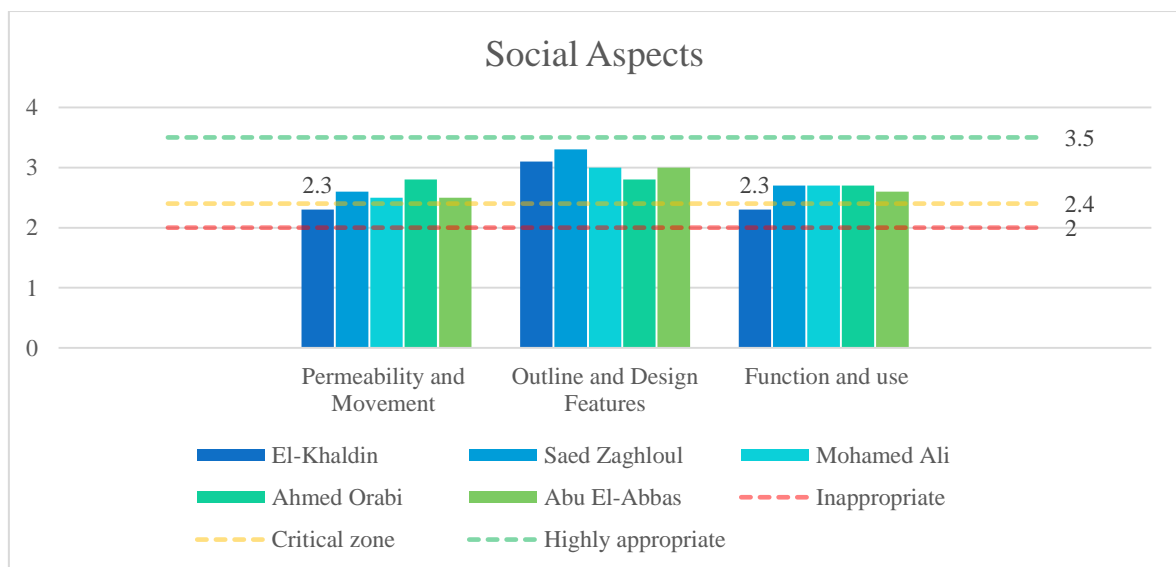 Social Aspects
4
3.5
3
2.3
2.3
2.4
2
2
1
0
Permeability and
Movement
Outline and Design
Features
Function and use
El-Khaldin
Saed Zaghloul
Mohamed Ali
Ahmed Orabi
Abu El-Abbas
Inappropriate
Critical zone
Highly appropriate